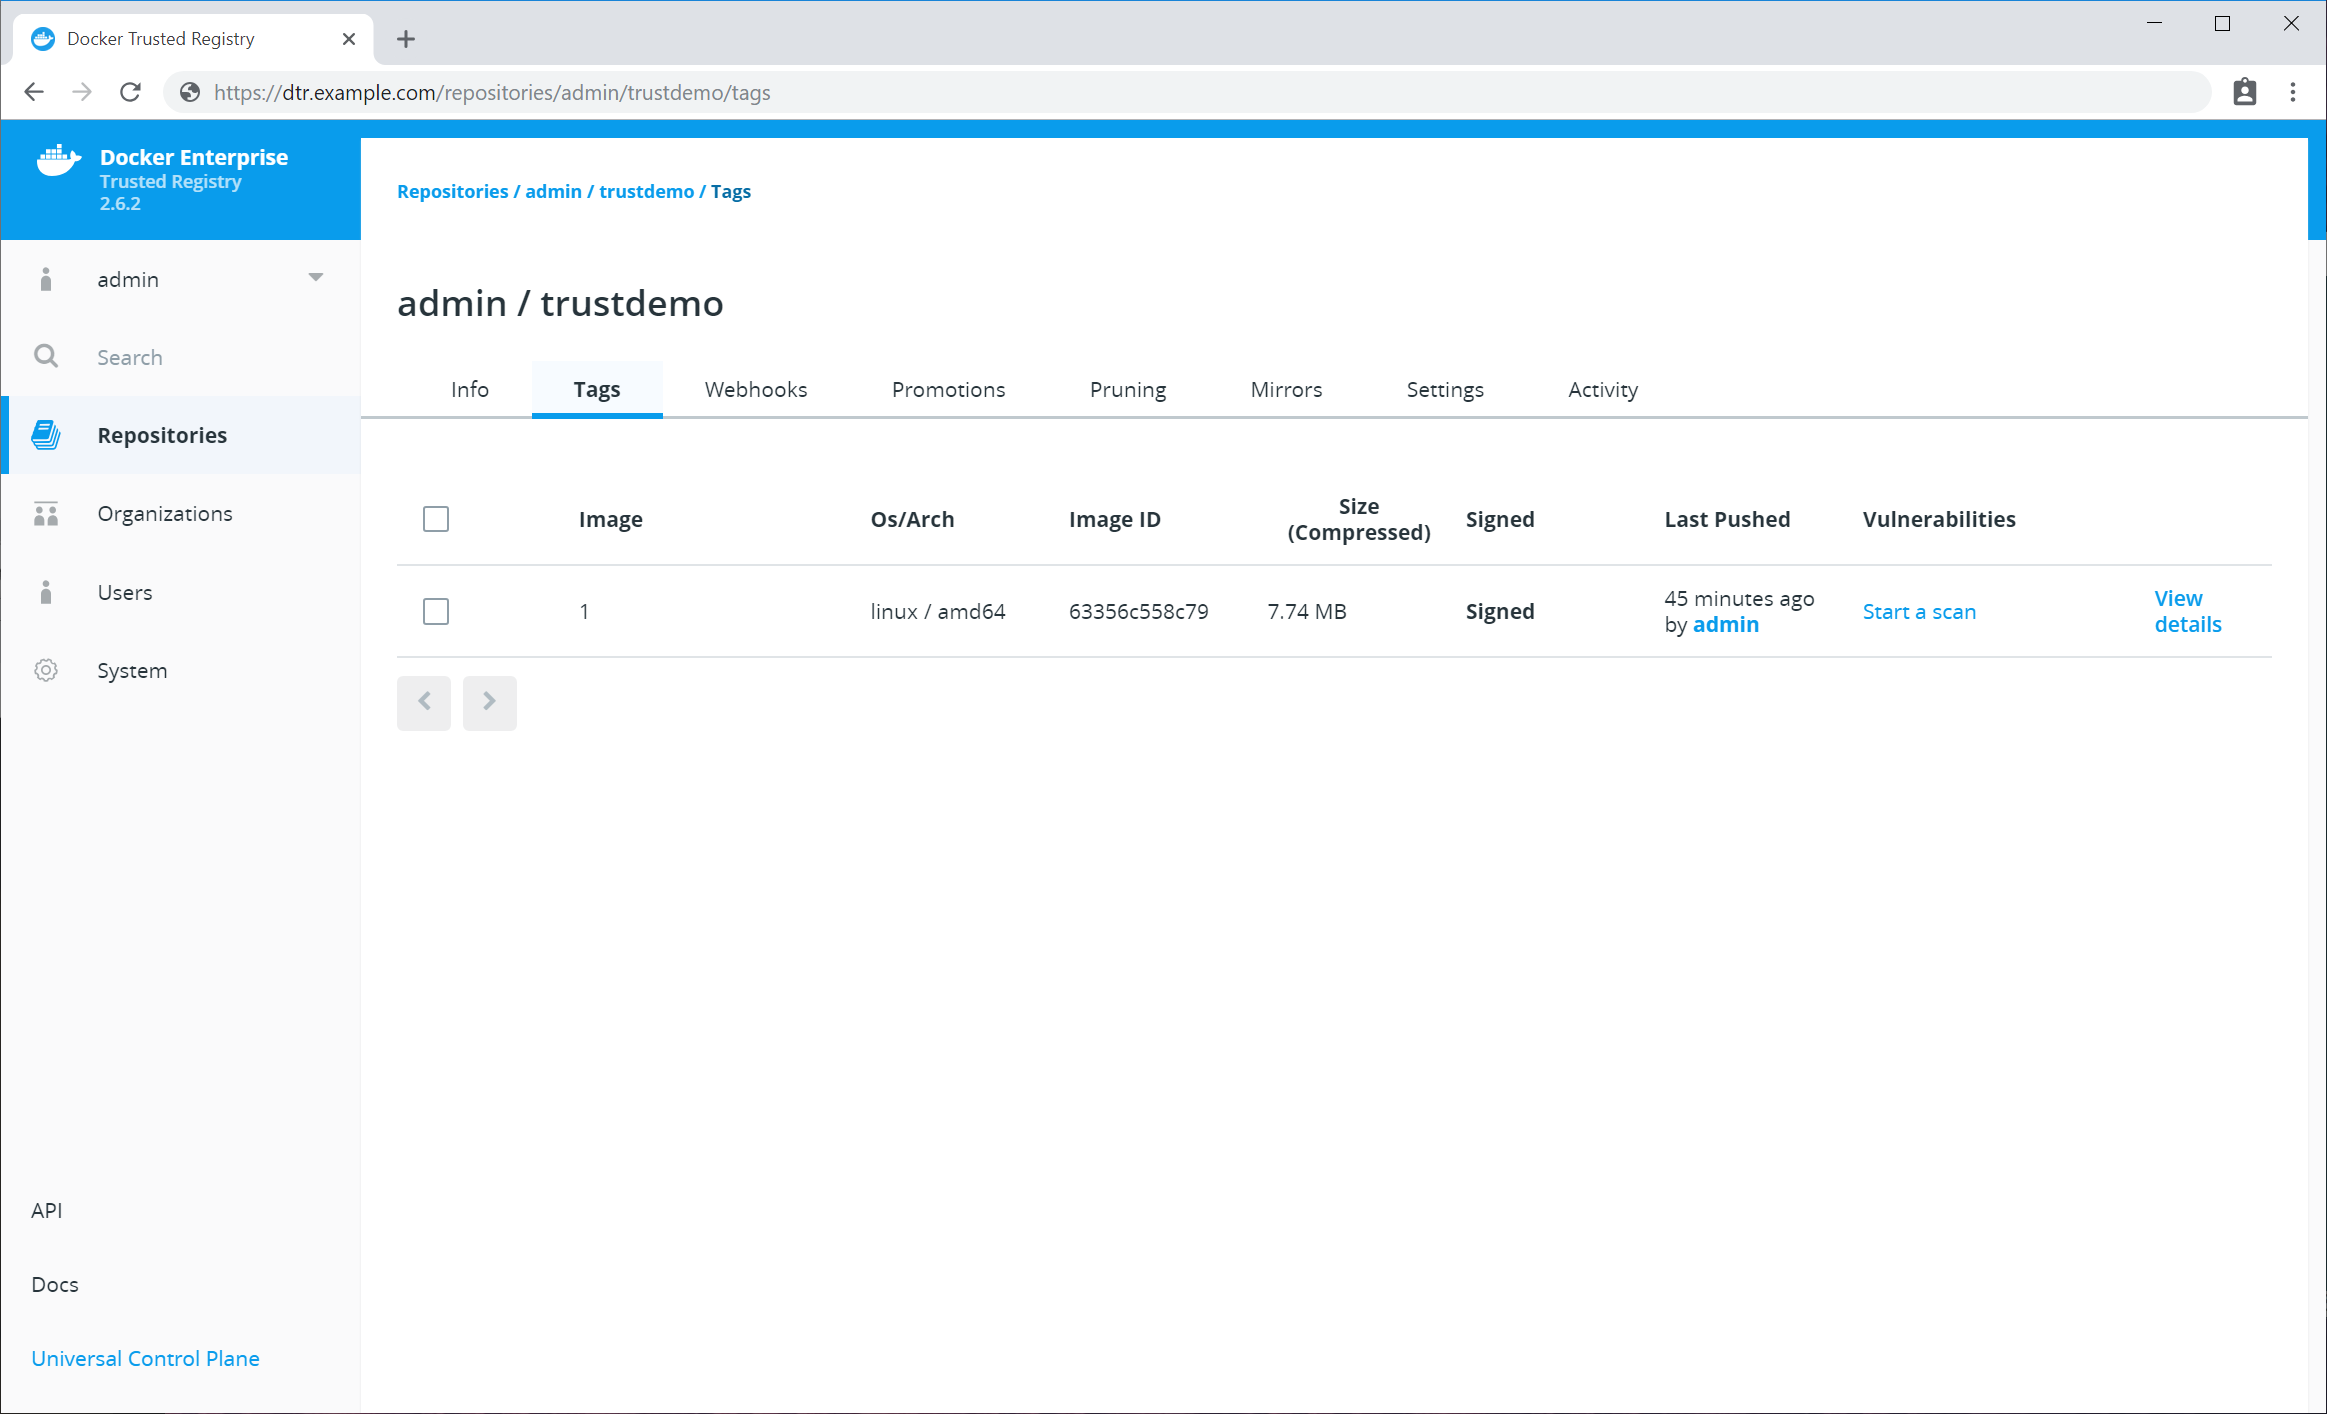 Docker Trusted Registry
https://dtr.example.com/repositories/admin/trustdemo/tags
Docker Enterprise
Trusted Registry
2.6.2
admin
Search
Repositories
Organizations
Users
System
API
Docs
Universal Control Plane
Repositories / admin / trustdemo / Tags
admin / trustdemo
Info Tags Webhooks Promotions Pruning Mirrors Settings Activity
Image Os/Arch Image ID Size (Compressed) Signed Last Pushed Vulnerabilities
1 linux / amd64 63356c558c79 7.74 MB Signed 45 minutes ago by admin Start a scan View details